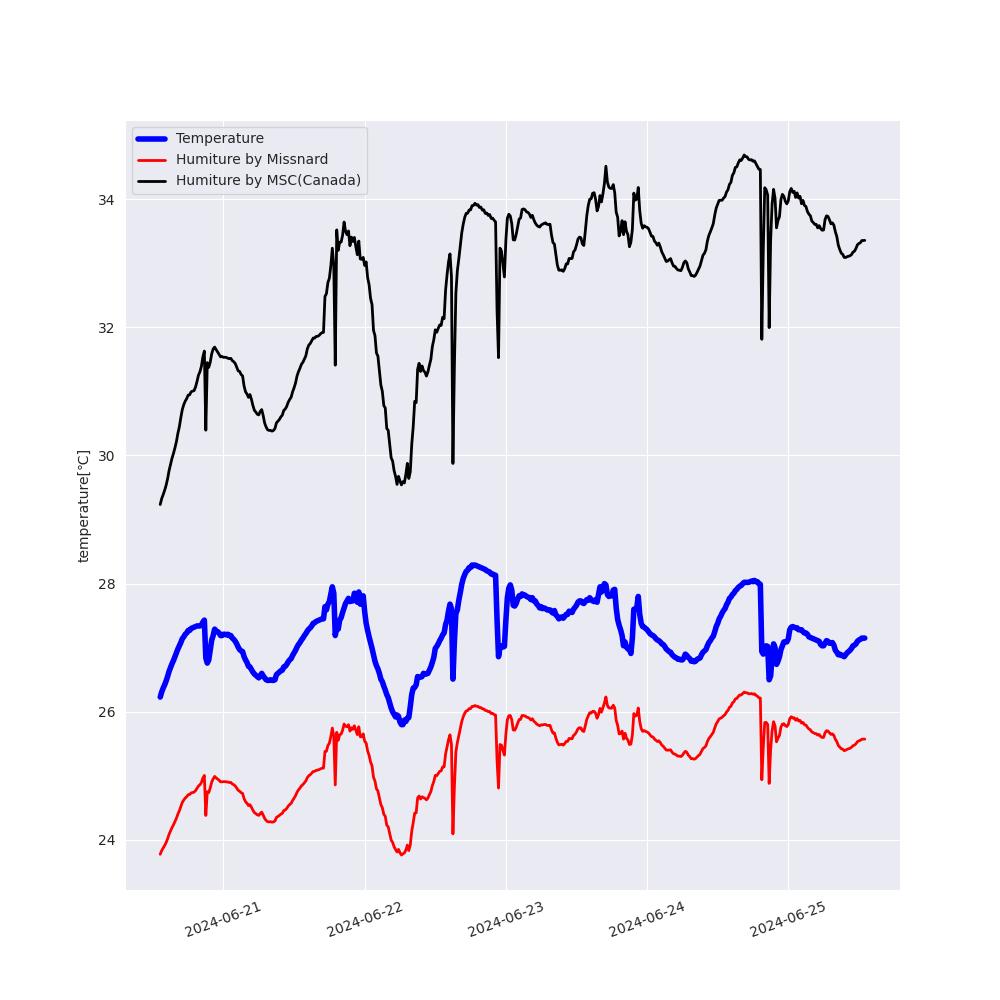 Temperature
Humiture by Missnard
Humiture by MSC(Canada)
34
32
30
28
26
24
temperature[℃]
2024-06-21
2024-06-22
2024-06-23
2024-06-24
2024-06-25